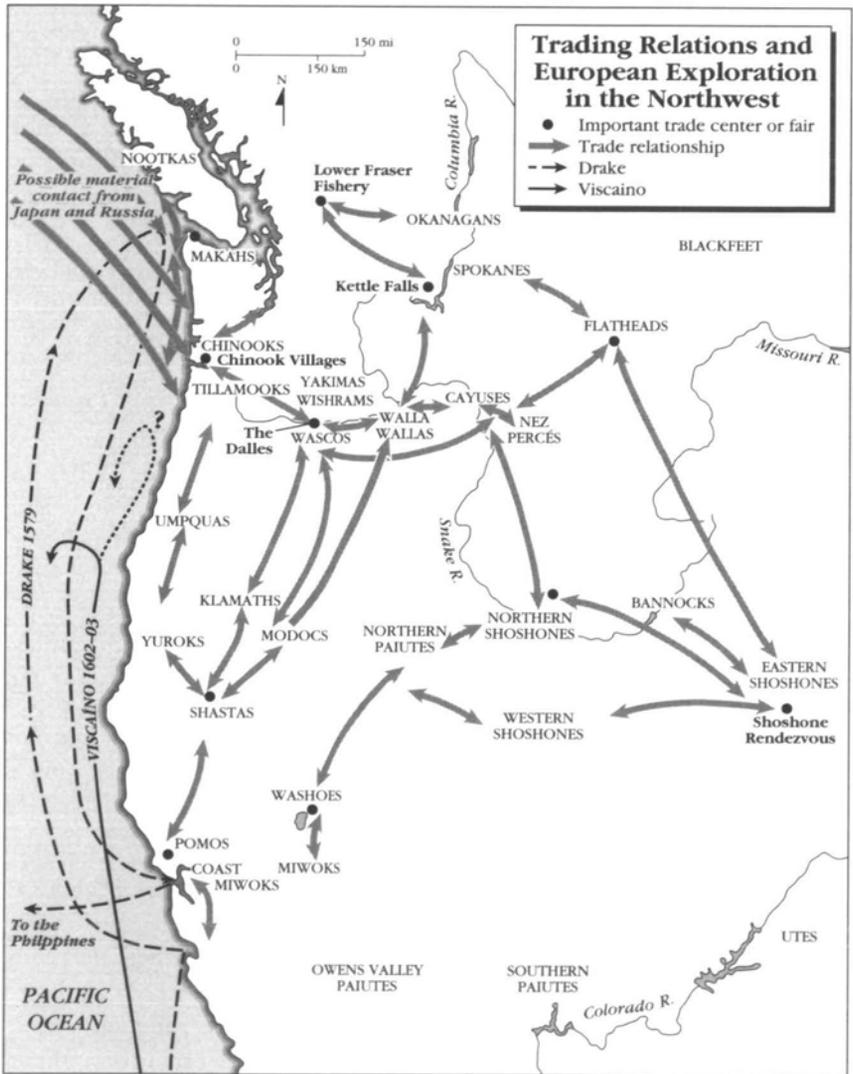 Trading Relations and
European Exploration
in the Northwest
Important trade center or fair
Trade relationship
Drake
Viscaino
0 150 mi
0 150 km
N
NOOTKAS
Possible material
contact from
Japan and Russia
MAKAHS
Lower Fraser
Fishery
Columbia R.
OKANAGANS
BLACKFEET
SPOKANES
Kettle Falls
FLATHEADS
Missouri R.
CHINOOKS
Chinook Villages
TILLAMOOKS
YAKIMAS
WISHRAMS
CAYUSES
WALLA
WALLAS
NEZ
PERCÉS
The
Dalles
WASCOS
?
UMPQUAS
Snake R.
DRAKE 1579
VISCAÍNO 1602–03
KLAMATHS
MODOCS
YUROKS
NORTHERN
PAIUTES
NORTHERN
SHOSHONES
BANNOCKS
EASTERN
SHOSHONES
SHASTAS
WESTERN
SHOSHONES
Shoshone
Rendezvous
WASHOES
POMOS
COAST
MIWOKS
MIWOKS
To the
Philppines
PACIFIC
OCEAN
OWENS VALLEY
PAIUTES
SOUTHERN
PAIUTES
UTES
Colorado R.